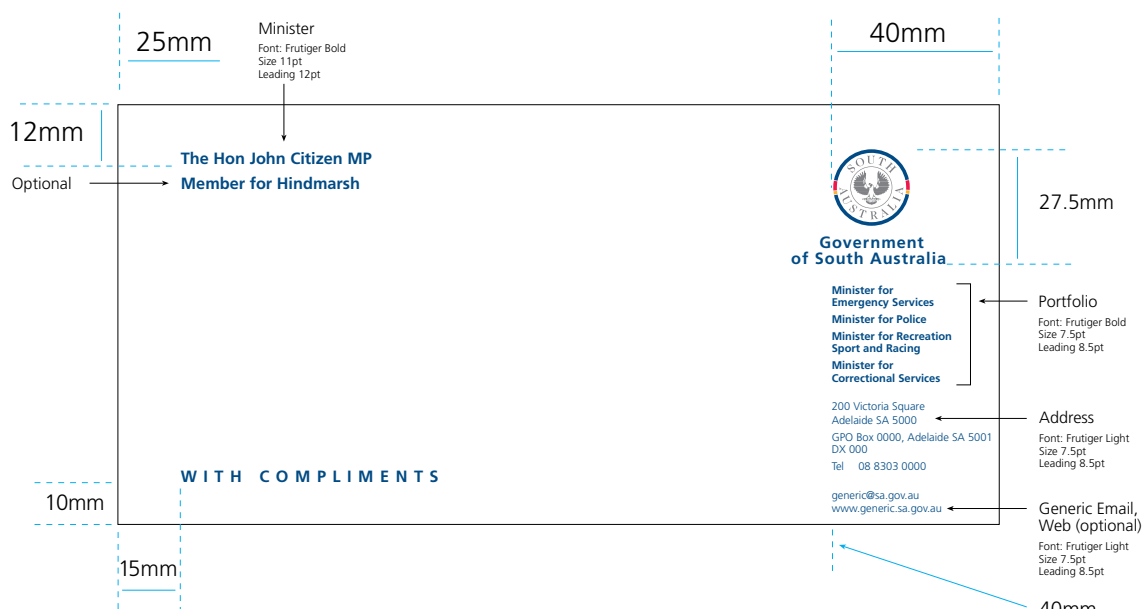 25mm
Minister
Font: Frutiger Bold
Size 11pt
Leading 12pt
40mm
12mm
The Hon John Citizen MP
Optional
Member for Hindmarsh
SOUTH
AUSTRALIA
27.5mm
Government
of South Australia
Minister for
Emergency Services
Minister for Police
Minister for Recreation
Sport and Racing
Minister for
Correctional Services
Portfolio
Font: Frutiger Bold
Size 7.5pt
Leading 8.5pt
200 Victoria Square
Adelaide SA 5000
GPO Box 0000, Adelaide SA 5001
DX 000
Tel 08 8303 0000
Address
Font: Frutiger Light
Size 7.5pt
Leading 8.5pt
WITH COMPLIMENTS
10mm
generic@sa.gov.au
www.generic.sa.gov.au
Generic Email,
Web (optional)
Font: Frutiger Light
Size 7.5pt
Leading 8.5pt
15mm
40mm